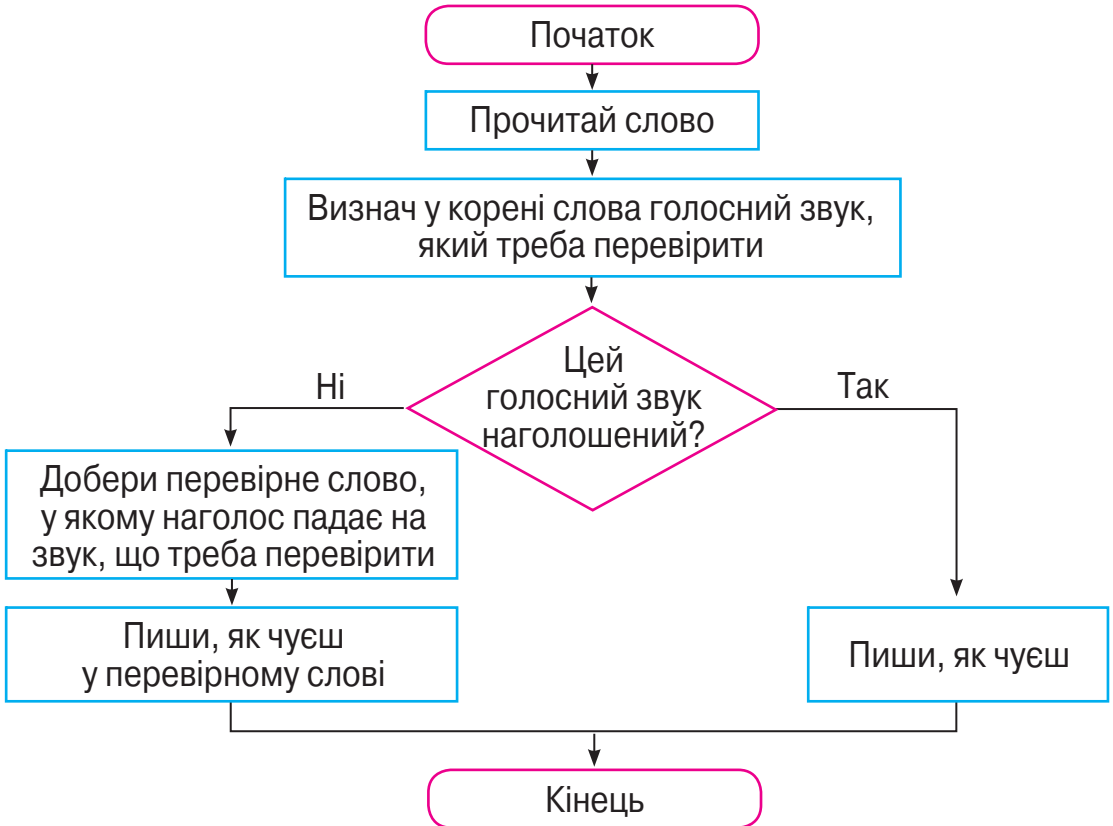 Початок
Прочитай слово
Визнач у корені слова голосний звук,
який треба перевірити
Цей
голосний звук
наголошений?
Ні
Так
Добери перевірне слово,
у якому наголос падає на
звук, що треба перевірити
Пиши, як чуєш
у перевірному слові
Пиши, як чуєш
Кінець